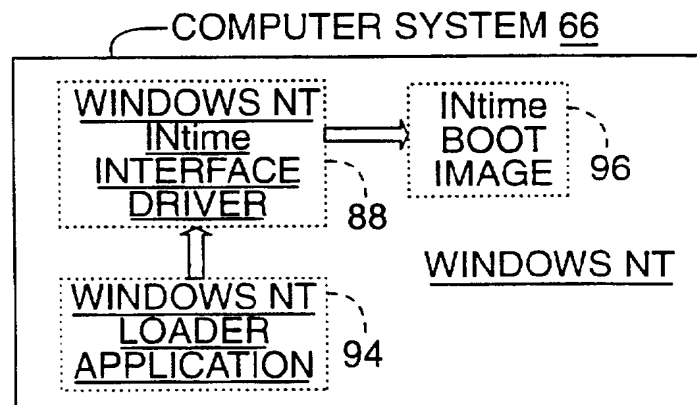 COMPUTER SYSTEM 66
WINDOWS NT
INtime
INTERFACE
DRIVER
88
INtime
BOOT
IMAGE
96
WINDOWS NT
WINDOWS NT
LOADER
APPLICATION
94